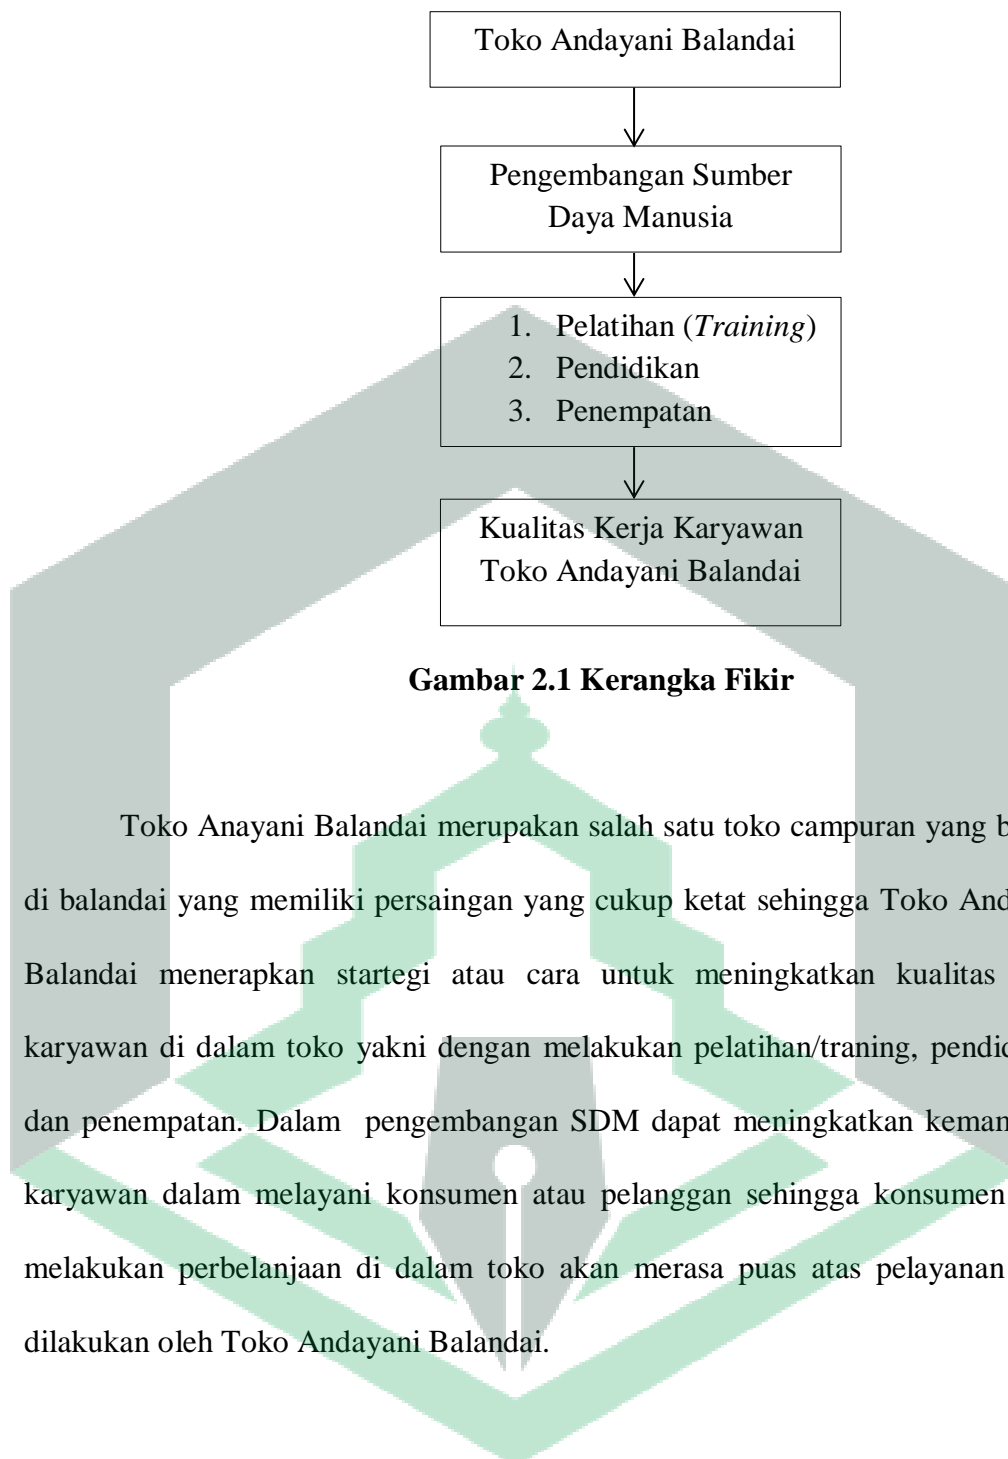 Toko Andayani Balandai
Pengembangan Sumber
Daya Manusia
1. Pelatihan (Training)
2. Pendidikan
3. Penempatan
Kualitas Kerja Karyawan
Toko Andayani Balandai
Gambar 2.1 Kerangka Fikir
Toko Anayani Balandai merupakan salah satu toko campuran yang
di balandai yang memiliki persaingan yang cukup ketat sehingga Toko
Balandai menerapkan startegi atau cara untuk meningkatkan kualitas
karyawan di dalam toko yakni dengan melakukan pelatihan/traning,
dan penempatan. Dalam pengembangan SDM dapat meningkatkan
karyawan dalam melayani konsumen atau pelanggan sehingga konsumen
melakukan perbelanjaan di dalam toko akan merasa puas atas pelayanan
dilakukan oleh Toko Andayani Balandai.